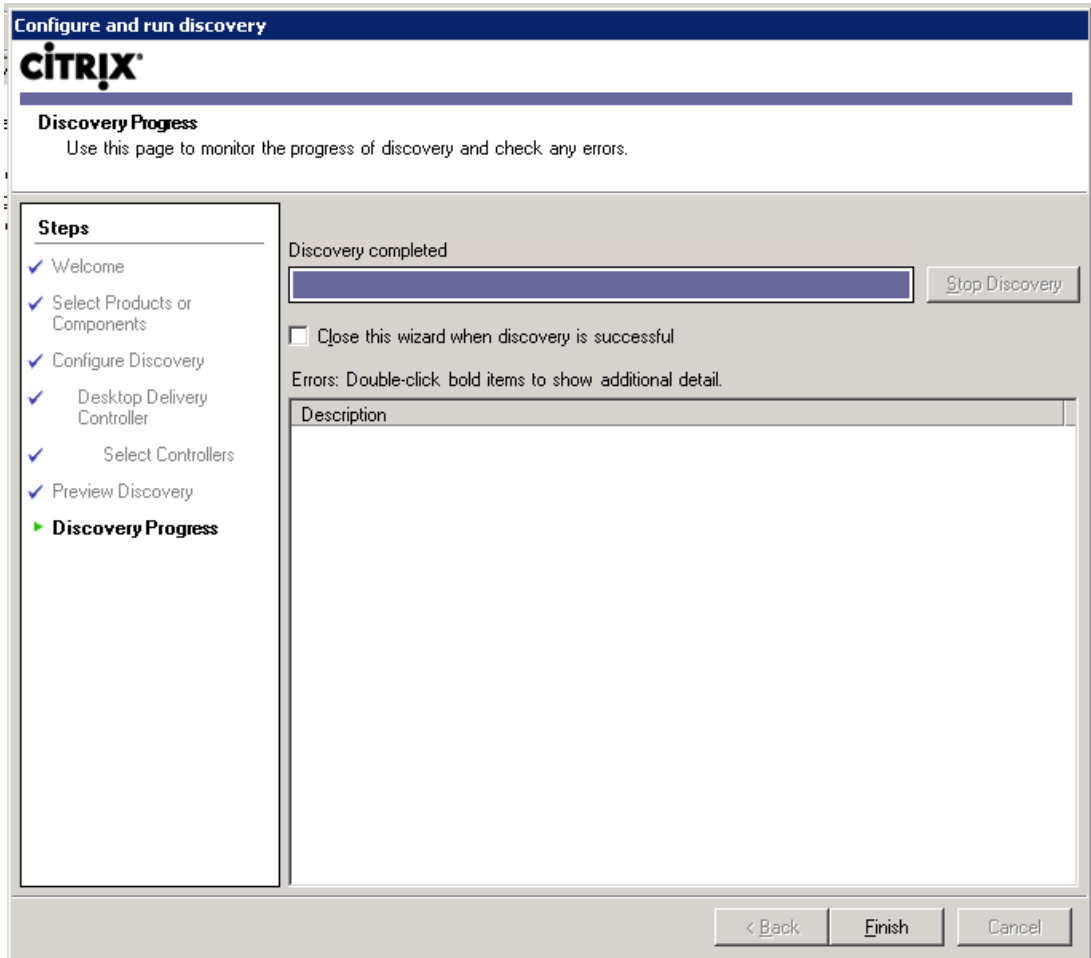 Configure and run discovery
CİTRIX®
Discovery Progress
Use this page to monitor the progress of discovery and check any errors.
Steps
Welcome
Select Products or
Components
Configure Discovery
Desktop Delivery
Controller
Select Controllers
Preview Discovery
Discovery Progress
Discovery completed
Stop Discovery
Close this wizard when discovery is successful
Errors: Double-click bold items to show additional detail.
Description
< Back
Finish
Cancel